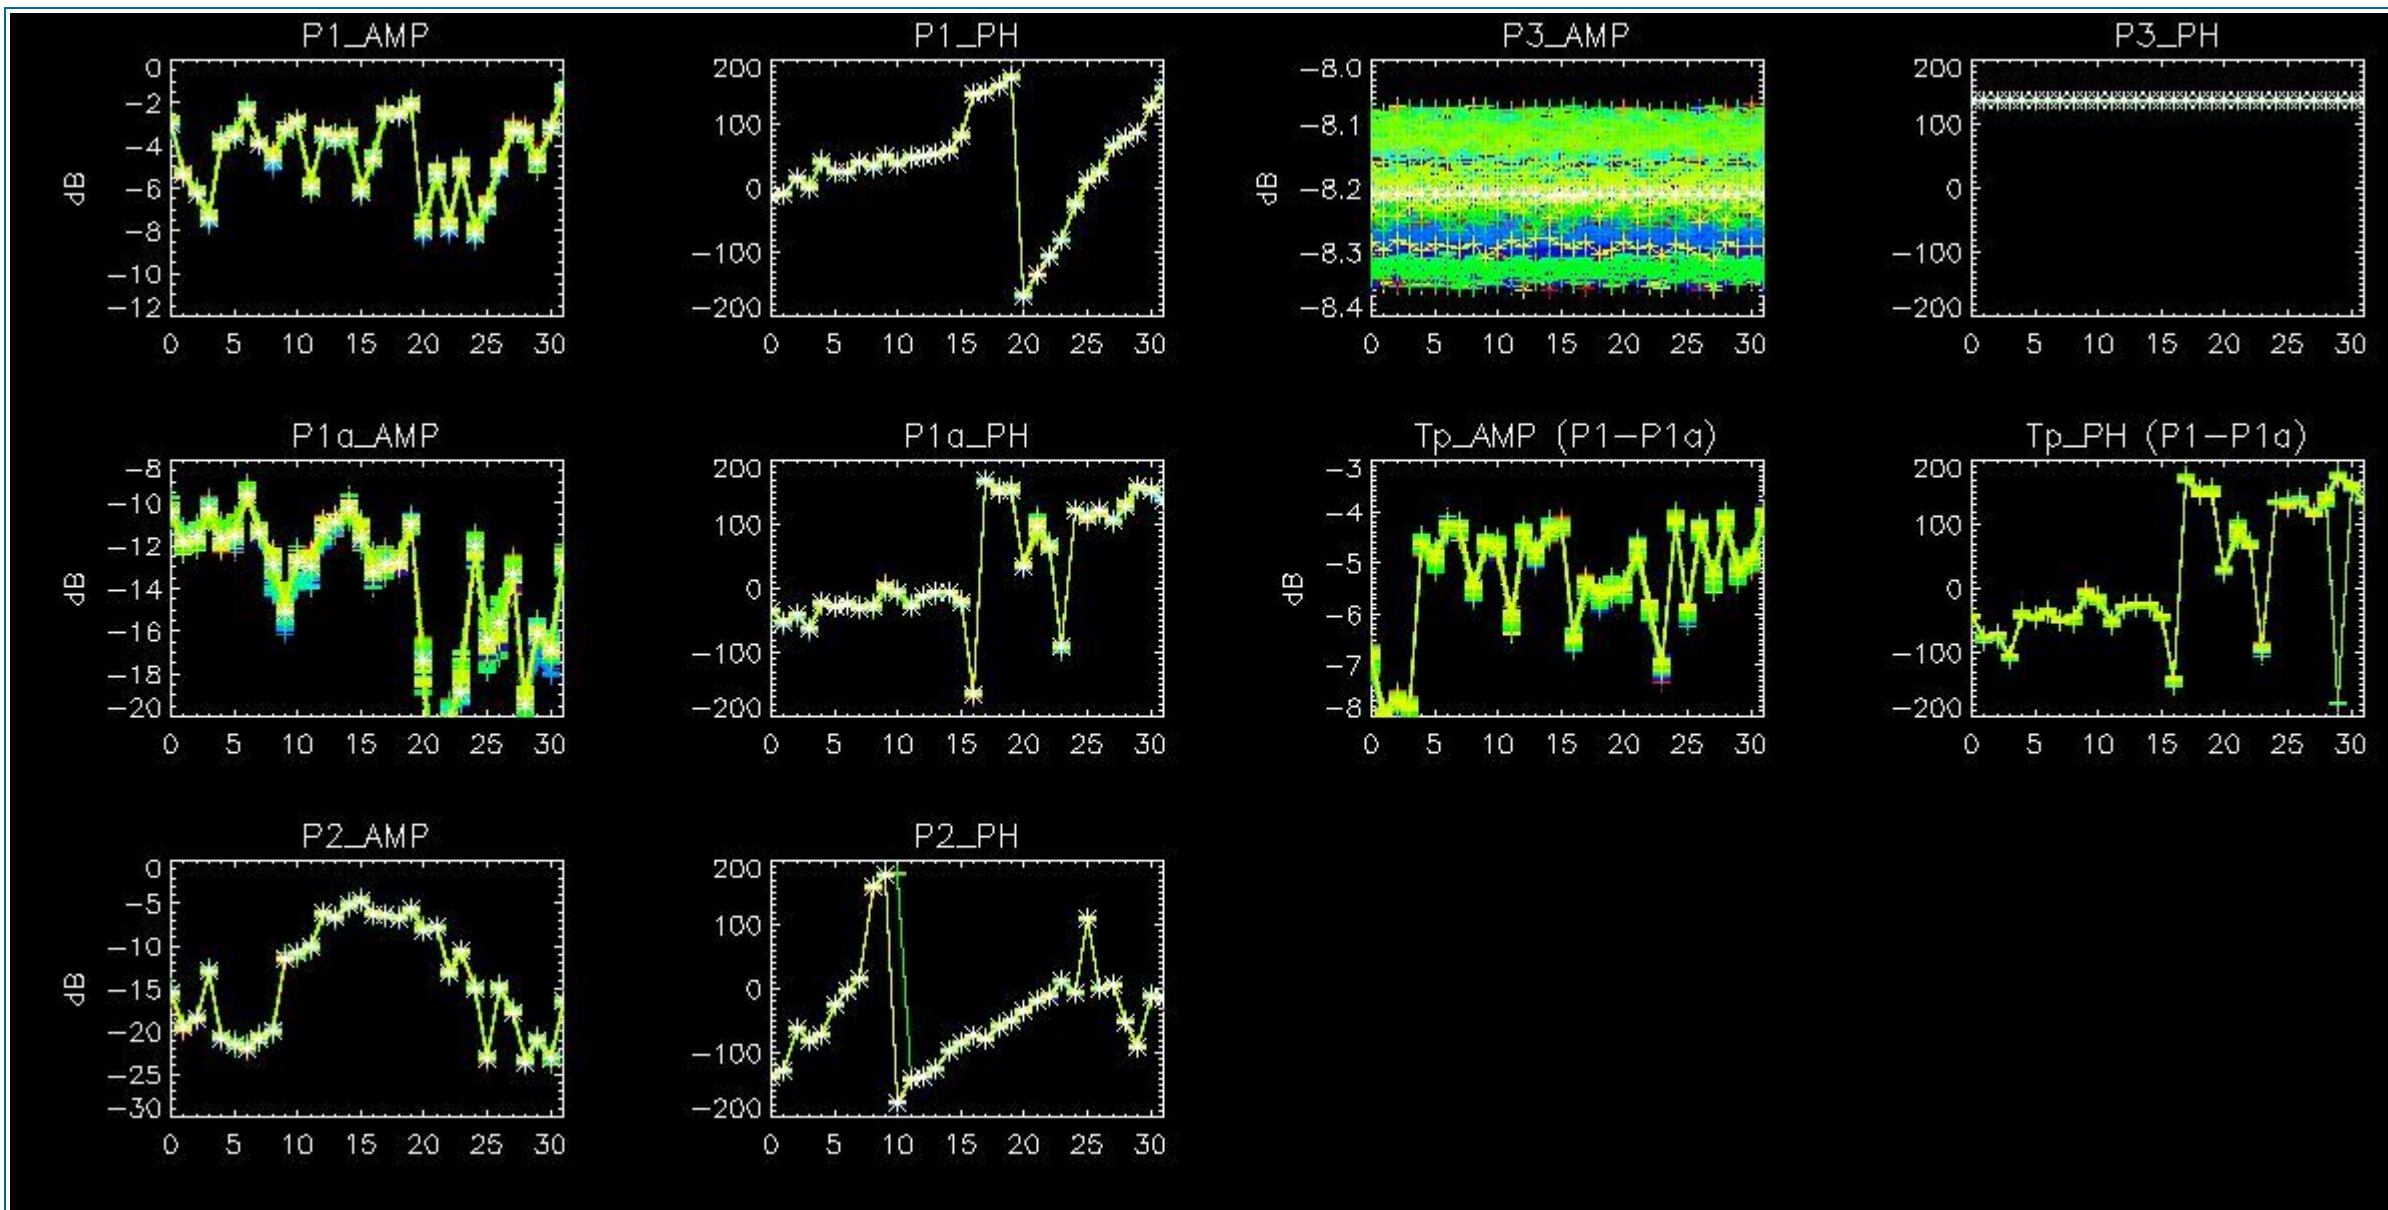 P1_AMP P1_PH P3_AMP P3_PH
0 200 -8.0 200
-2
100 -8.1 100
-4
dB -6 0 dB -8.2 0
-8
-100 -8.3 -100
-10
-12 -200 -8.4 -200
0 5 10 15 20 25 30 0 5 10 15 20 25 30 0 5 10 15 20 25 30 0 5 10 15 20 25 30
P1a_AMP P1a_PH Tp_AMP (P1-P1a) Tp_PH (P1-P1a)
-8 200 -3 200
-10
100 -4 100
-12
-5
dB -14 0 dB 0
-6
-16
-100 -100
-18 -7
-20 -200 -8 -200
0 5 10 15 20 25 30 0 5 10 15 20 25 30 0 5 10 15 20 25 30 0 5 10 15 20 25 30
P2_AMP P2_PH
0 200
-5
100
-10
dB -15 0
-20
-100
-25
-30 -200
0 5 10 15 20 25 30 0 5 10 15 20 25 30